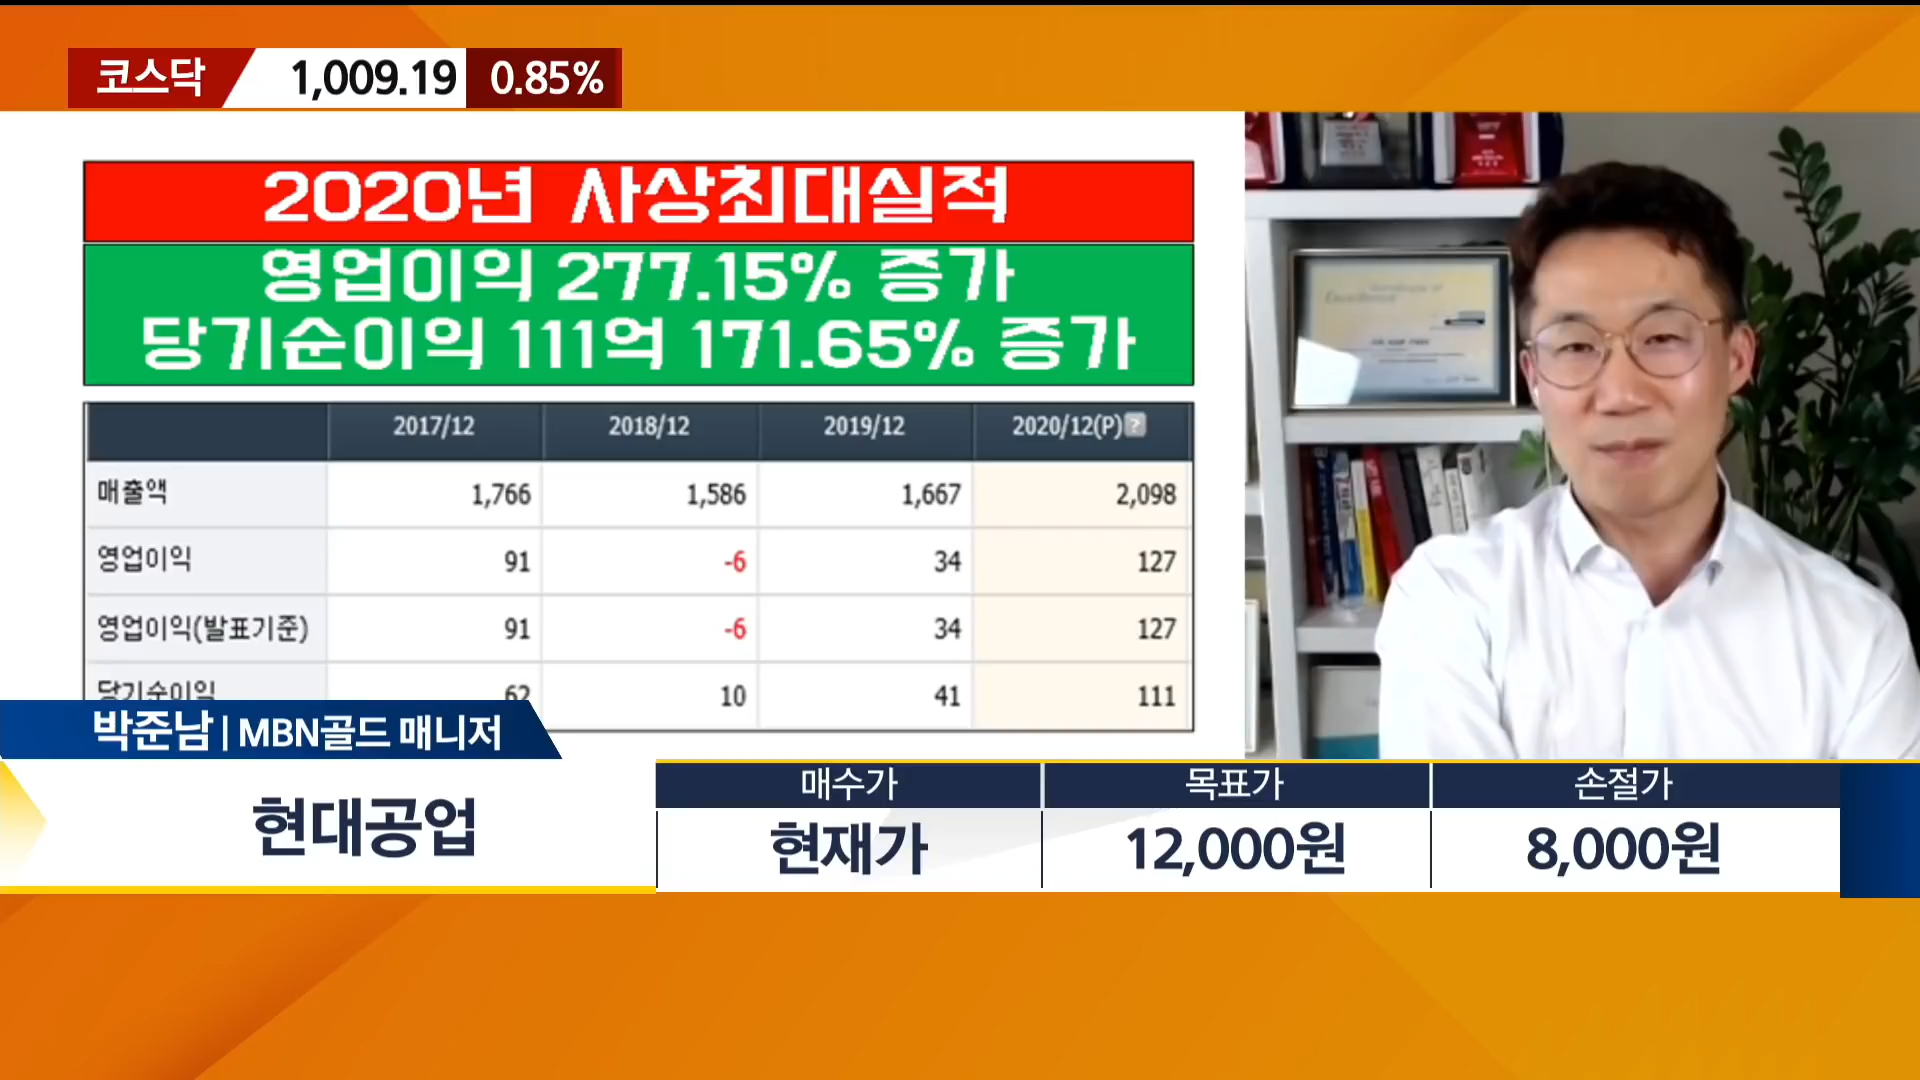 코스닥 1,009.19 0.85%
2020년 사상최대실적
영업이익 277.15% 증가
당기순이익 111억 171.65% 증가
2017/12 2018/12 2019/12 2020/12(P)?
매출액 1,766 1,586 1,667 2,098
영업이익 91 -6 34 127
영업이익(발표기준) 91 -6 34 127
당기순이익 62 10 41 111
박준남 | MBN골드 매니저
현대공업
매수가 목표가 손절가
현재가 12,000원 8,000원